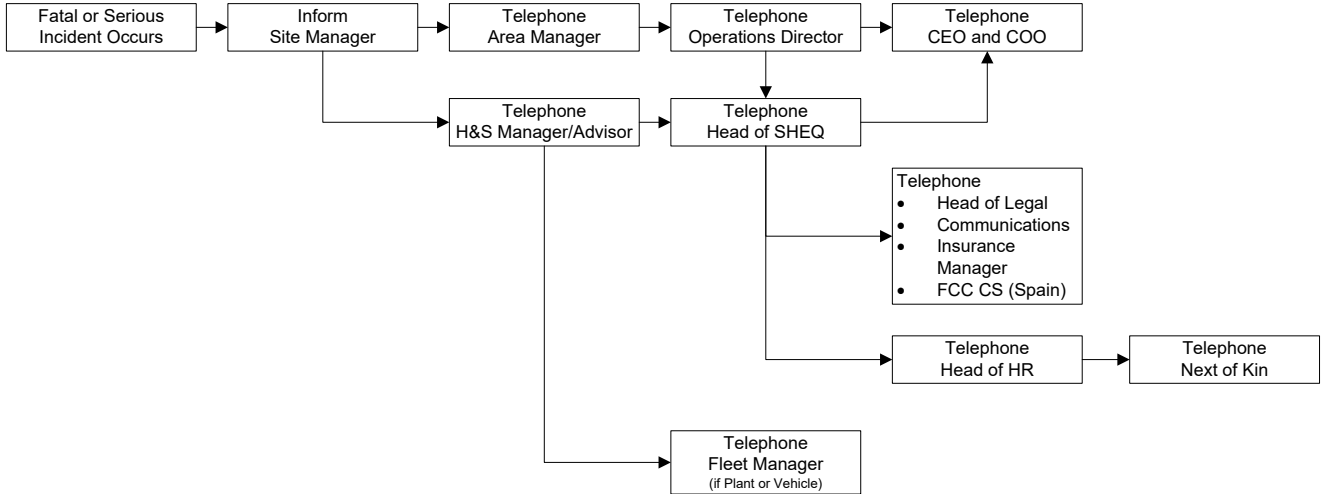 Fatal or Serious
Incident Occurs
Inform
Site Manager
Telephone
Area Manager
Telephone
Operations Director
Telephone
CEO and COO
Telephone
H&S Manager/Advisor
Telephone
Head of SHEQ
Telephone
• Head of Legal
• Communications
• Insurance
Manager
• FCC CS (Spain)
Telephone
Head of HR
Telephone
Next of Kin
Telephone
Fleet Manager
(if Plant or Vehicle)